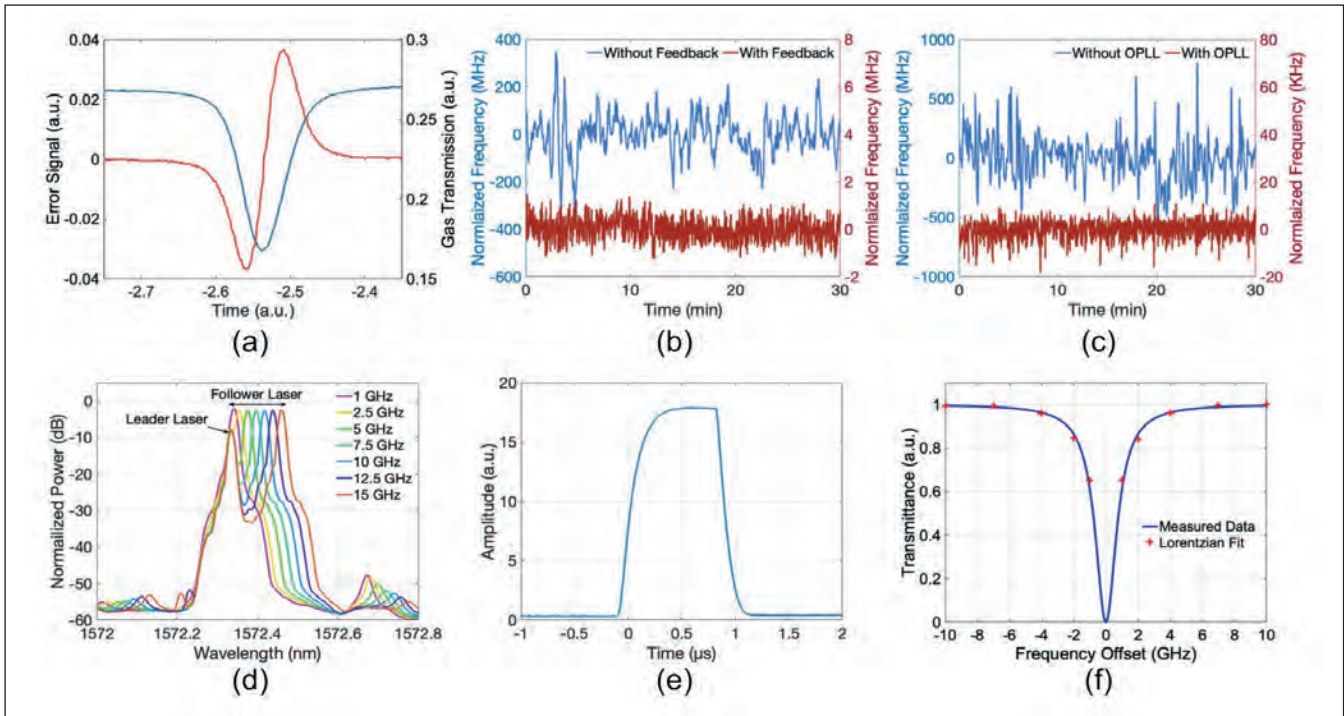 0.04
0.02
0
-0.02
-0.04
Error Signal (a.u.)
0.3
0.25
0.2
0.15
Gas Transmission (a.u.)
-2.7
-2.6
-2.5
-2.4
Time (a.u.)
(a)
400
200
0
-200
-400
-600
Normlaized Frequency (MHz)
Without Feedback
With Feedback
8
6
4
2
0
-2
Normlaized Frequency (MHz)
0
10
20
30
Time (min)
(b)
1000
500
0
-500
-1000
Normlaized Frequency (MHz)
Without OPLL
With OPLL
80
60
40
20
0
-20
Normlaized Frequency (KHz)
0
10
20
30
Time (min)
(c)
0
-10
-20
-30
-40
-50
-60
Normailized Power (dB)
Leader Laser
Follower Laser
1 GHz
2.5 GHz
5 GHz
7.5 GHz
10 GHz
12.5 GHz
15 GHz
1572
1572.2
1572.4
1572.6
1572.8
Wavelength (nm)
(d)
20
15
10
5
0
Amplitude (a.u.)
-1
-0.5
0
0.5
1
1.5
2
Time (μs)
(e)
1
0.8
0.6
0.4
0.2
0
Transmittance (a.u.)
Measured Data
Lorentzian Fit
-10
-8
-6
-4
-2
0
2
4
6
8
10
Frequency Offset (GHz)
(f)